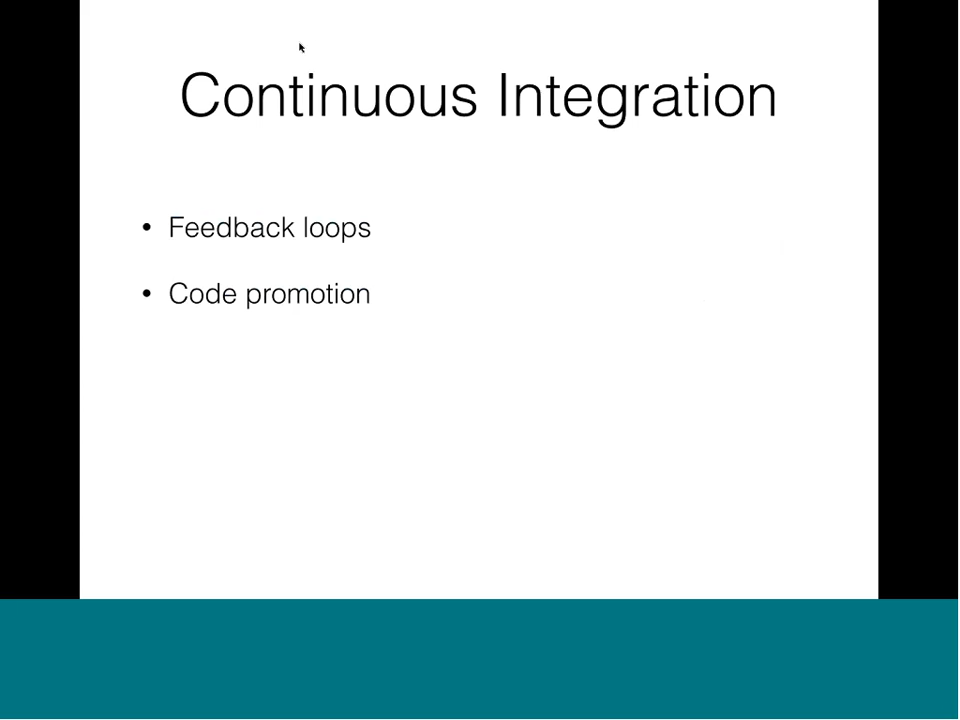 Continuous Integration
• Feedback loops
• Code promotion